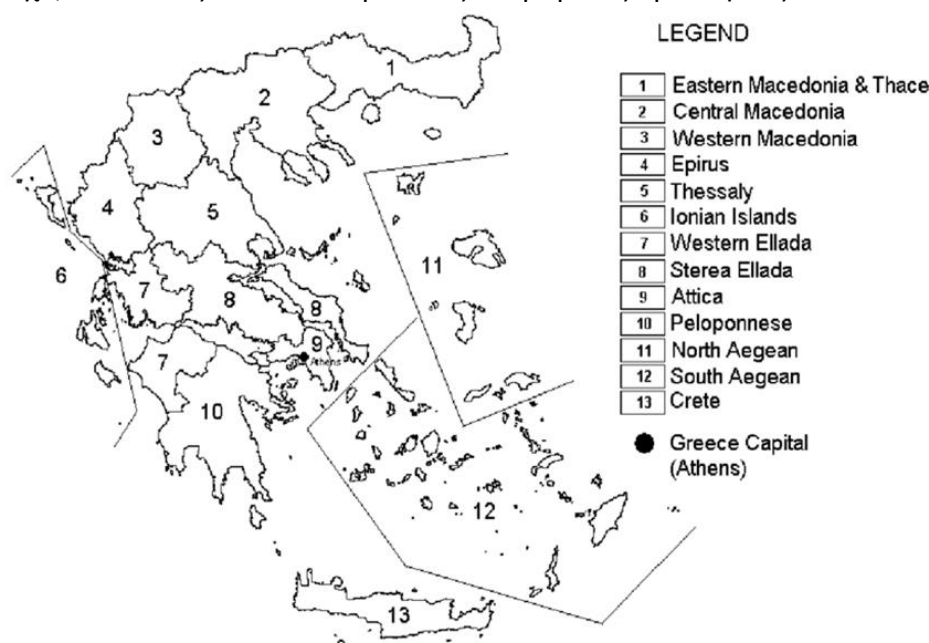 LEGEND
1 Eastern Macedonia & Thace
2 Central Macedonia
3 Western Macedonia
4 Epirus
5 Thessaly
6 Ionian Islands
7 Western Ellada
8 Sterea Ellada
9 Attica
10 Peloponnese
11 North Aegean
12 South Aegean
13 Crete
Greece Capital
(Athens)
1
2
3
4
5
11
6
7
8
8
9
Athens
7
10
12
13